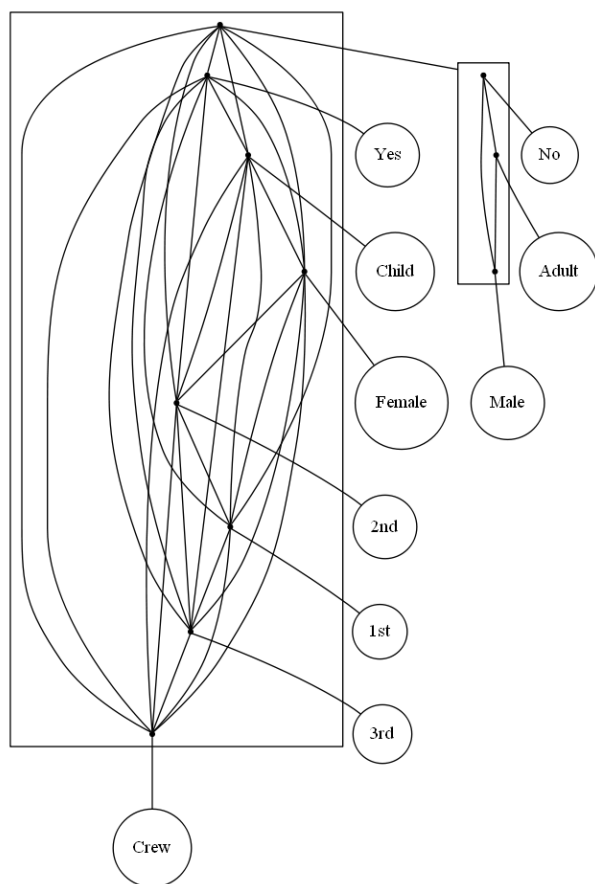 Yes
No
Child
Adult
Female
Male
2nd
1st
3rd
Crew